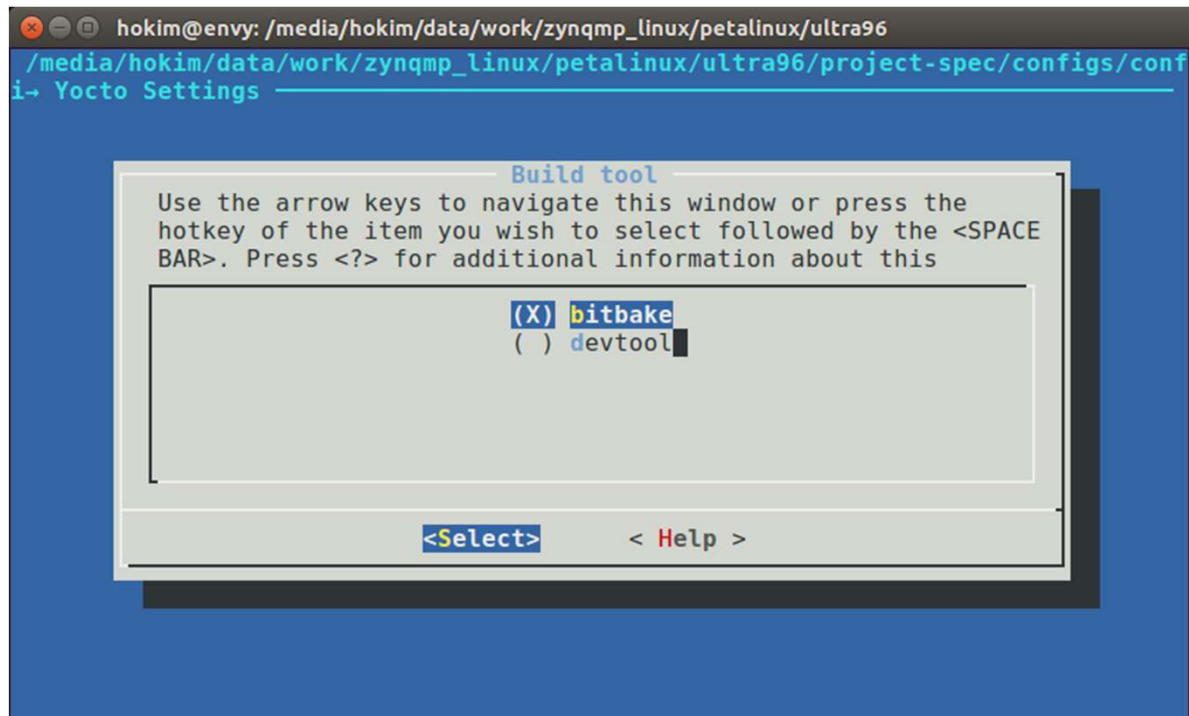 hokim@envy: /media/hokim/data/work/zynqmp_linux/petalinux/ultra96
/media/hokim/data/work/zynqmp_linux/petalinux/ultra96/project-spec/configs/conf
i→ Yocto Settings
Build tool
Use the arrow keys to navigate this window or press the
hotkey of the item you wish to select followed by the <SPACE
BAR>. Press <?> for additional information about this
(X) bitbake
( ) devtool
<Select> < Help >